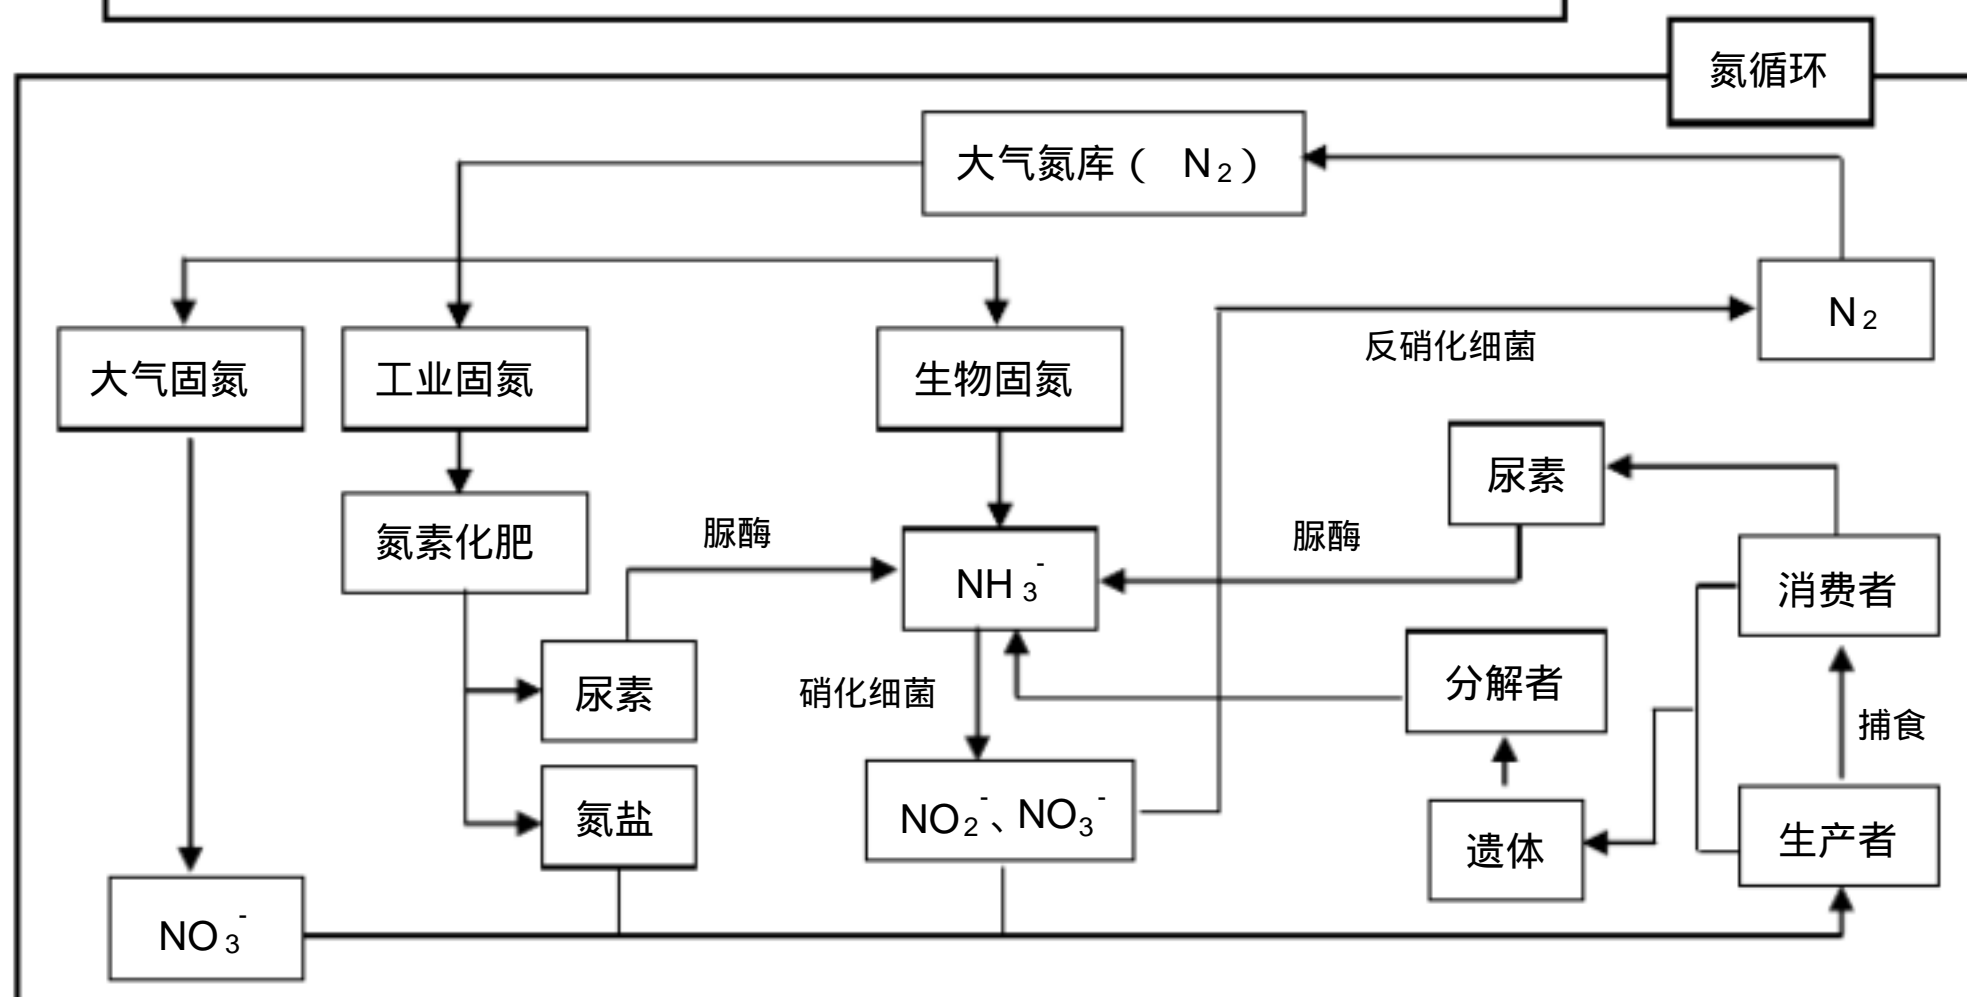 氮循环
大气氮库( N2)
N2
反硝化细菌
大气固氮
工业固氮
生物固氮
尿素
氮素化肥
脲酶
NH3-
脲酶
消费者
尿素
硝化细菌
分解者
捕食
氮盐
NO2-、NO3-
遗体
生产者
NO3-